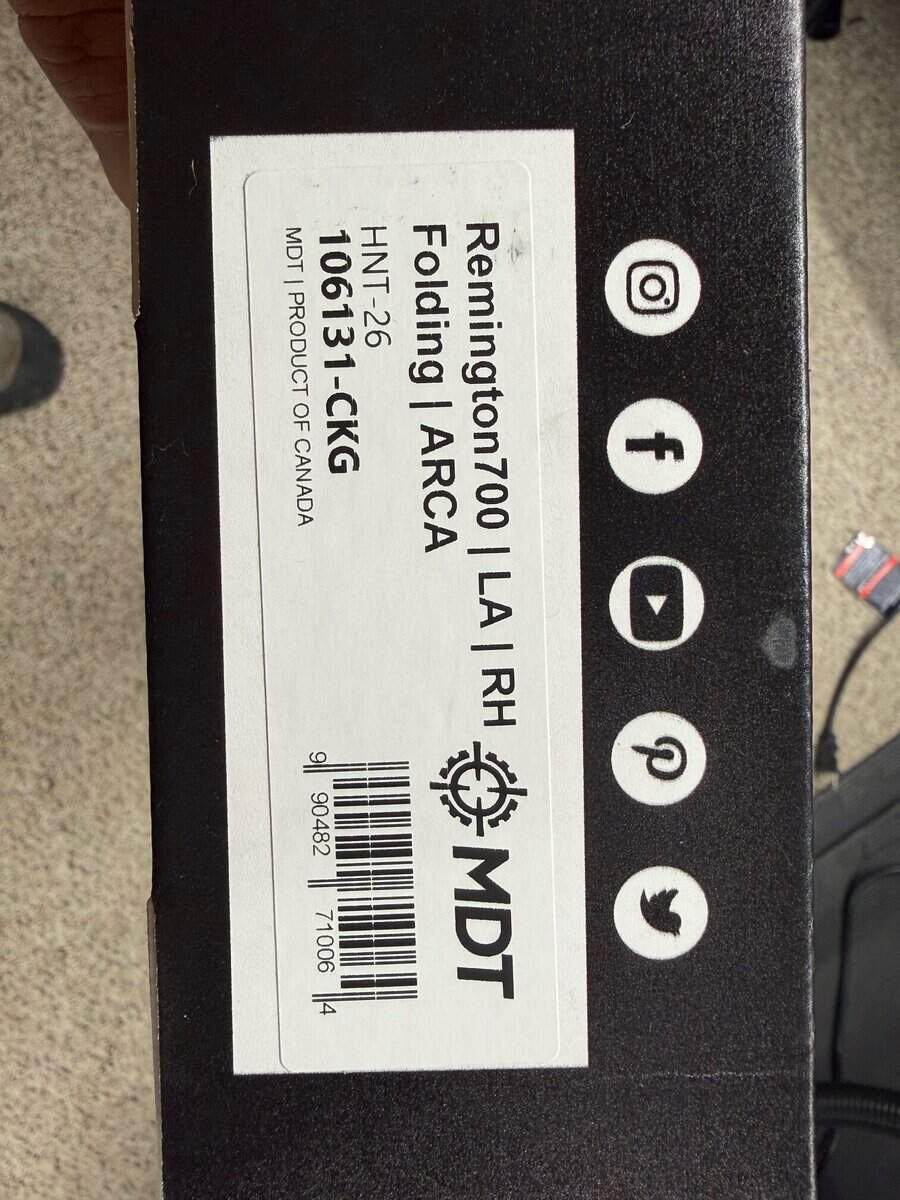 Remington700 | LA | RH
Folding | ARCA
HNT-26
106131-CKG
MDT | PRODUCT OF CANADA
MDT
9 90482 71006 4